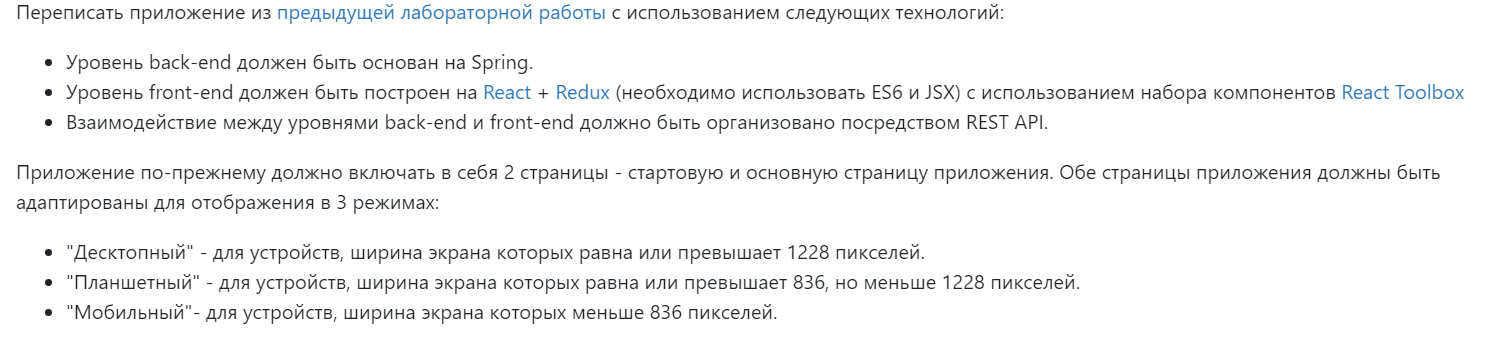 Переписать приложение из предыдущей лабораторной работы с использованием следующих технологий:
• Уровень back-end должен быть основан на Spring.
• Уровень front-end должен быть построен на React + Redux (необходимо использовать ES6 и JSX) с использованием набора компонентов React Toolbox
• Взаимодействие между уровнями back-end и front-end должно быть организовано посредством REST API.
Приложение по-прежнему должно включать в себя 2 страницы - стартовую и основную страницу приложения. Обе страницы приложения должны быть
адаптированы для отображения в 3 режимах:
• "Десктопный" - для устройств, ширина экрана которых равна или превышает 1228 пикселей.
• "Планшетный" - для устройств, ширина экрана которых равна или превышает 836, но меньше 1228 пикселей.
• "Мобильный"- для устройств, ширина экрана которых меньше 836 пикселей.